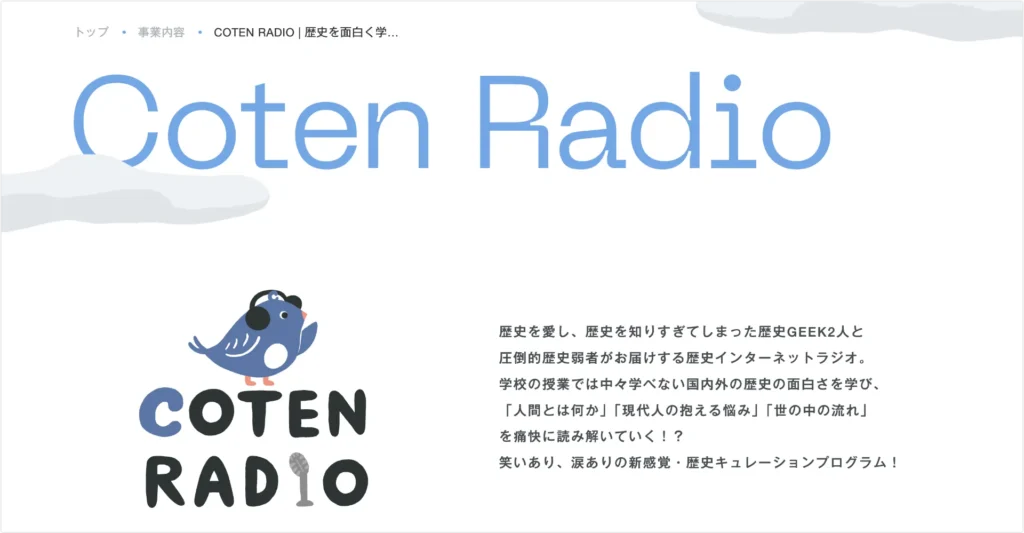 トップ • 事業内容 • COTEN RADIO | 歴史を面白く学...
Coten Radio
COTEN
RADIO
歴史を愛し、歴史を知りすぎてしまった歴史GEEK2人と
圧倒的歴史弱者がお届けする歴史インターネットラジオ。
学校の授業では中々学べない国内外の歴史の面白さを学び、
「人間とは何か」「現代人の抱える悩み」「世の中の流れ」
を痛快に読み解いていく！？
笑いあり、涙ありの新感覚・歴史キュレーションプログラム！